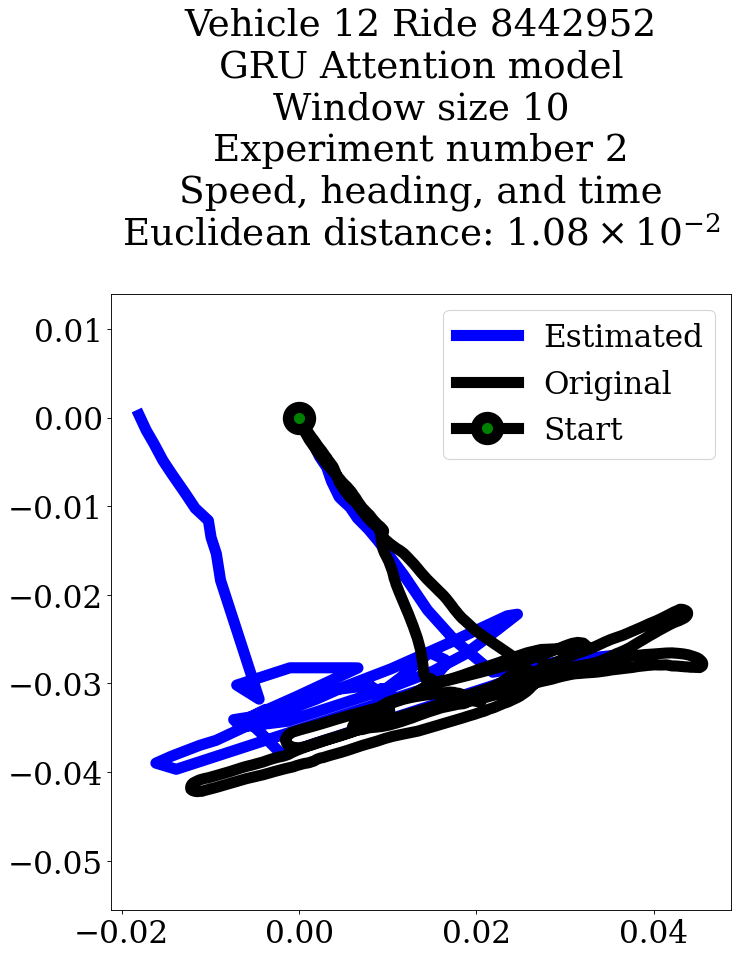 Vehicle 12 Ride 8442952
GRU Attention model
Window size 10
Experiment number 2
Speed, heading, and time
Euclidean distance: 1.08 × 10⁻²
Estimated
Original
Start
0.01
0.00
−0.01
−0.02
−0.03
−0.04
−0.05
−0.02 0.00 0.02 0.04